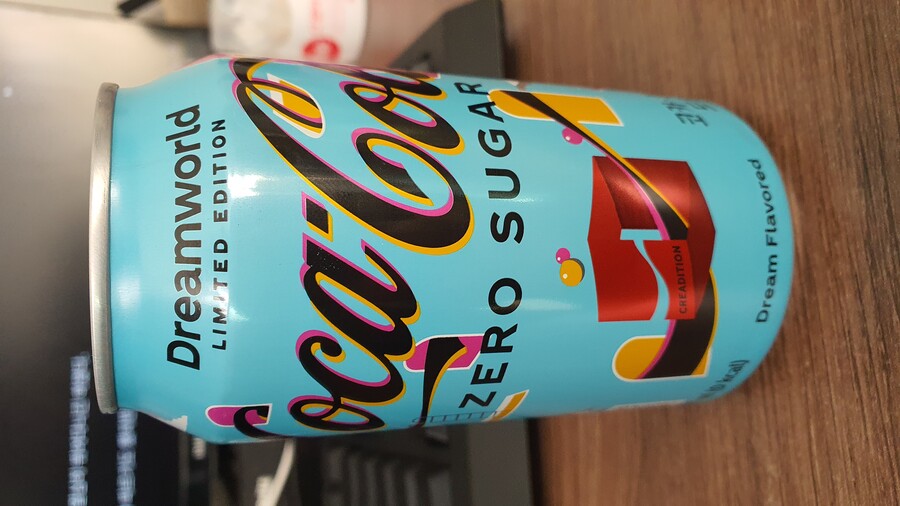 Dreamworld
LIMITED EDITION
Coca-Cola
ZERO SUGAR
CREADITION
Dream Flavored